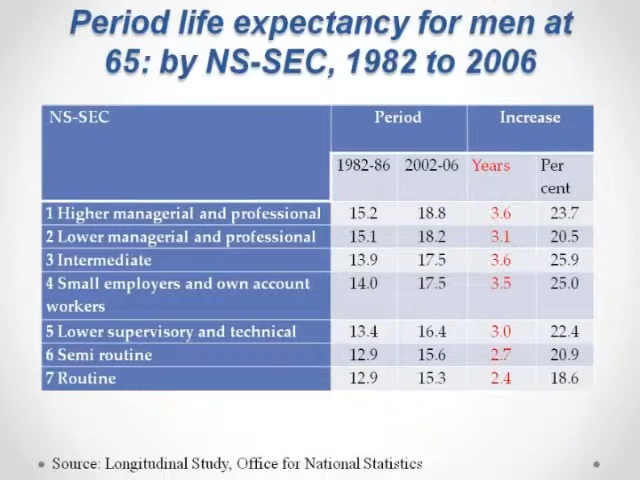 Period life expectancy for men at
65: by NS-SEC, 1982 to 2006
NS-SEC Period Increase
1982-86 2002-06 Years Per
cent
1 Higher managerial and professional 15.2 18.8 3.6 23.7
2 Lower managerial and professional 15.1 18.2 3.1 20.5
3 Intermediate 13.9 17.5 3.6 25.9
4 Small employers and own account 14.0 17.5 3.5 25.0
workers
5 Lower supervisory and technical 13.4 16.4 3.0 22.4
6 Semi routine 12.9 15.6 2.7 20.9
7 Routine 12.9 15.3 2.4 18.6
Source: Longitudinal Study, Office for National Statistics